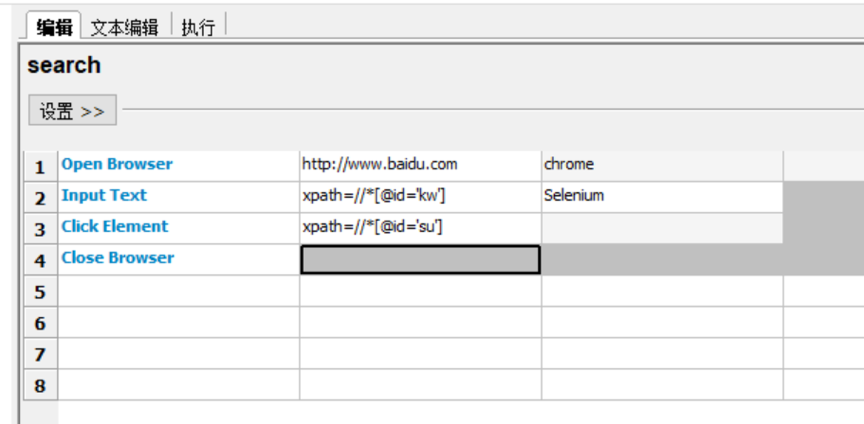 编辑 文本编辑 执行
search
设置 >>
1 Open Browser http://www.baidu.com chrome
2 Input Text xpath=//*[@id='kw'] Selenium
3 Click Element xpath=//*[@id='su']
4 Close Browser
5
6
7
8